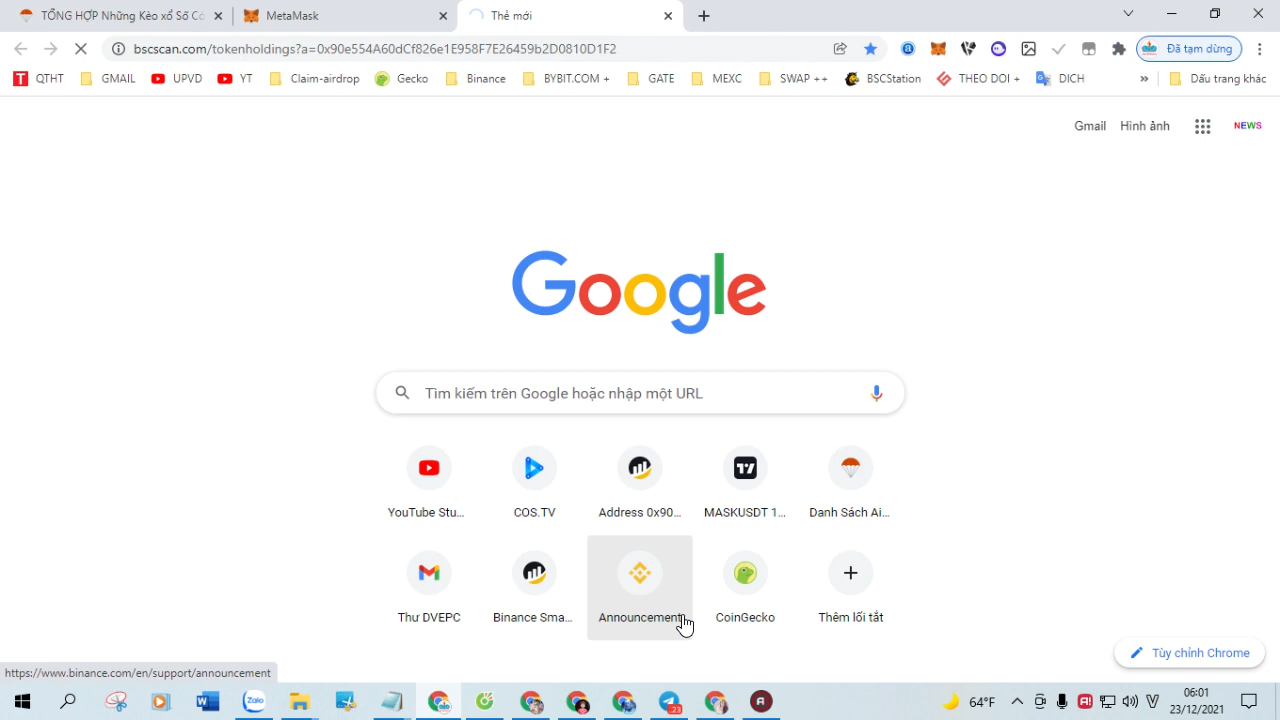 TỔNG HỢP Những Kèo xổ Số Có
MetaMask
Thẻ mới
bscscan.com/tokenholdings?a=0x90e554A60dCf826e1E958F7E26459b2D0810D1F2
Đã tạm dừng
QTHT
GMAIL
UPVD
YT
Claim-airdrop
Gecko
Binance
BYBIT.COM +
GATE
MEXC
SWAP ++
BSCStation
THEO DOI +
DICH
»
Dấu trang khác
Gmail
Hình ảnh
NEWS
Google
Tìm kiếm trên Google hoặc nhập một URL
YouTube Stu...
COS.TV
Address 0x90...
MASKUSDT 1...
Danh Sách Ai...
Thư DVEPC
Binance Sma...
Announcement
CoinGecko
Thêm lối tắt
Tùy chỉnh Chrome
https://www.binance.com/en/support/announcement
Zalo
23
64°F
06:01
23/12/2021